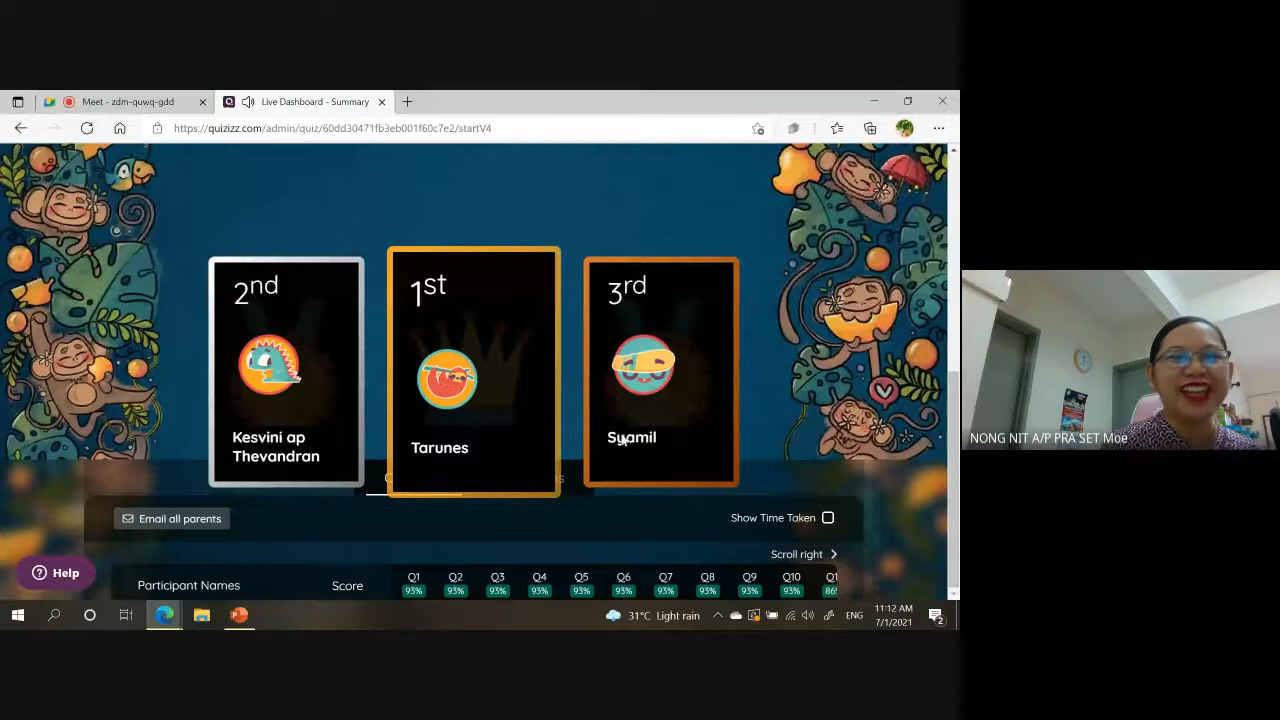 Meet - zdm-quwq-gdd
Live Dashboard - Summary
https://quizizz.com/admin/quiz/60dd30471fb3eb001f60c7e2/startV4
2nd
Kesvini ap
Thevandran
1st
Tarunes
3rd
Syamil
Email all parents
Show Time Taken
Scroll right
Help
Participant Names
Score
Q1 Q2 Q3 Q4 Q5 Q6 Q7 Q8 Q9 Q10
93% 93% 93% 93% 93% 93% 93% 93% 93% 93%
31°C Light rain
ENG
11:12 AM
7/1/2021
2
NONG NIT A/P PRA SET Moe